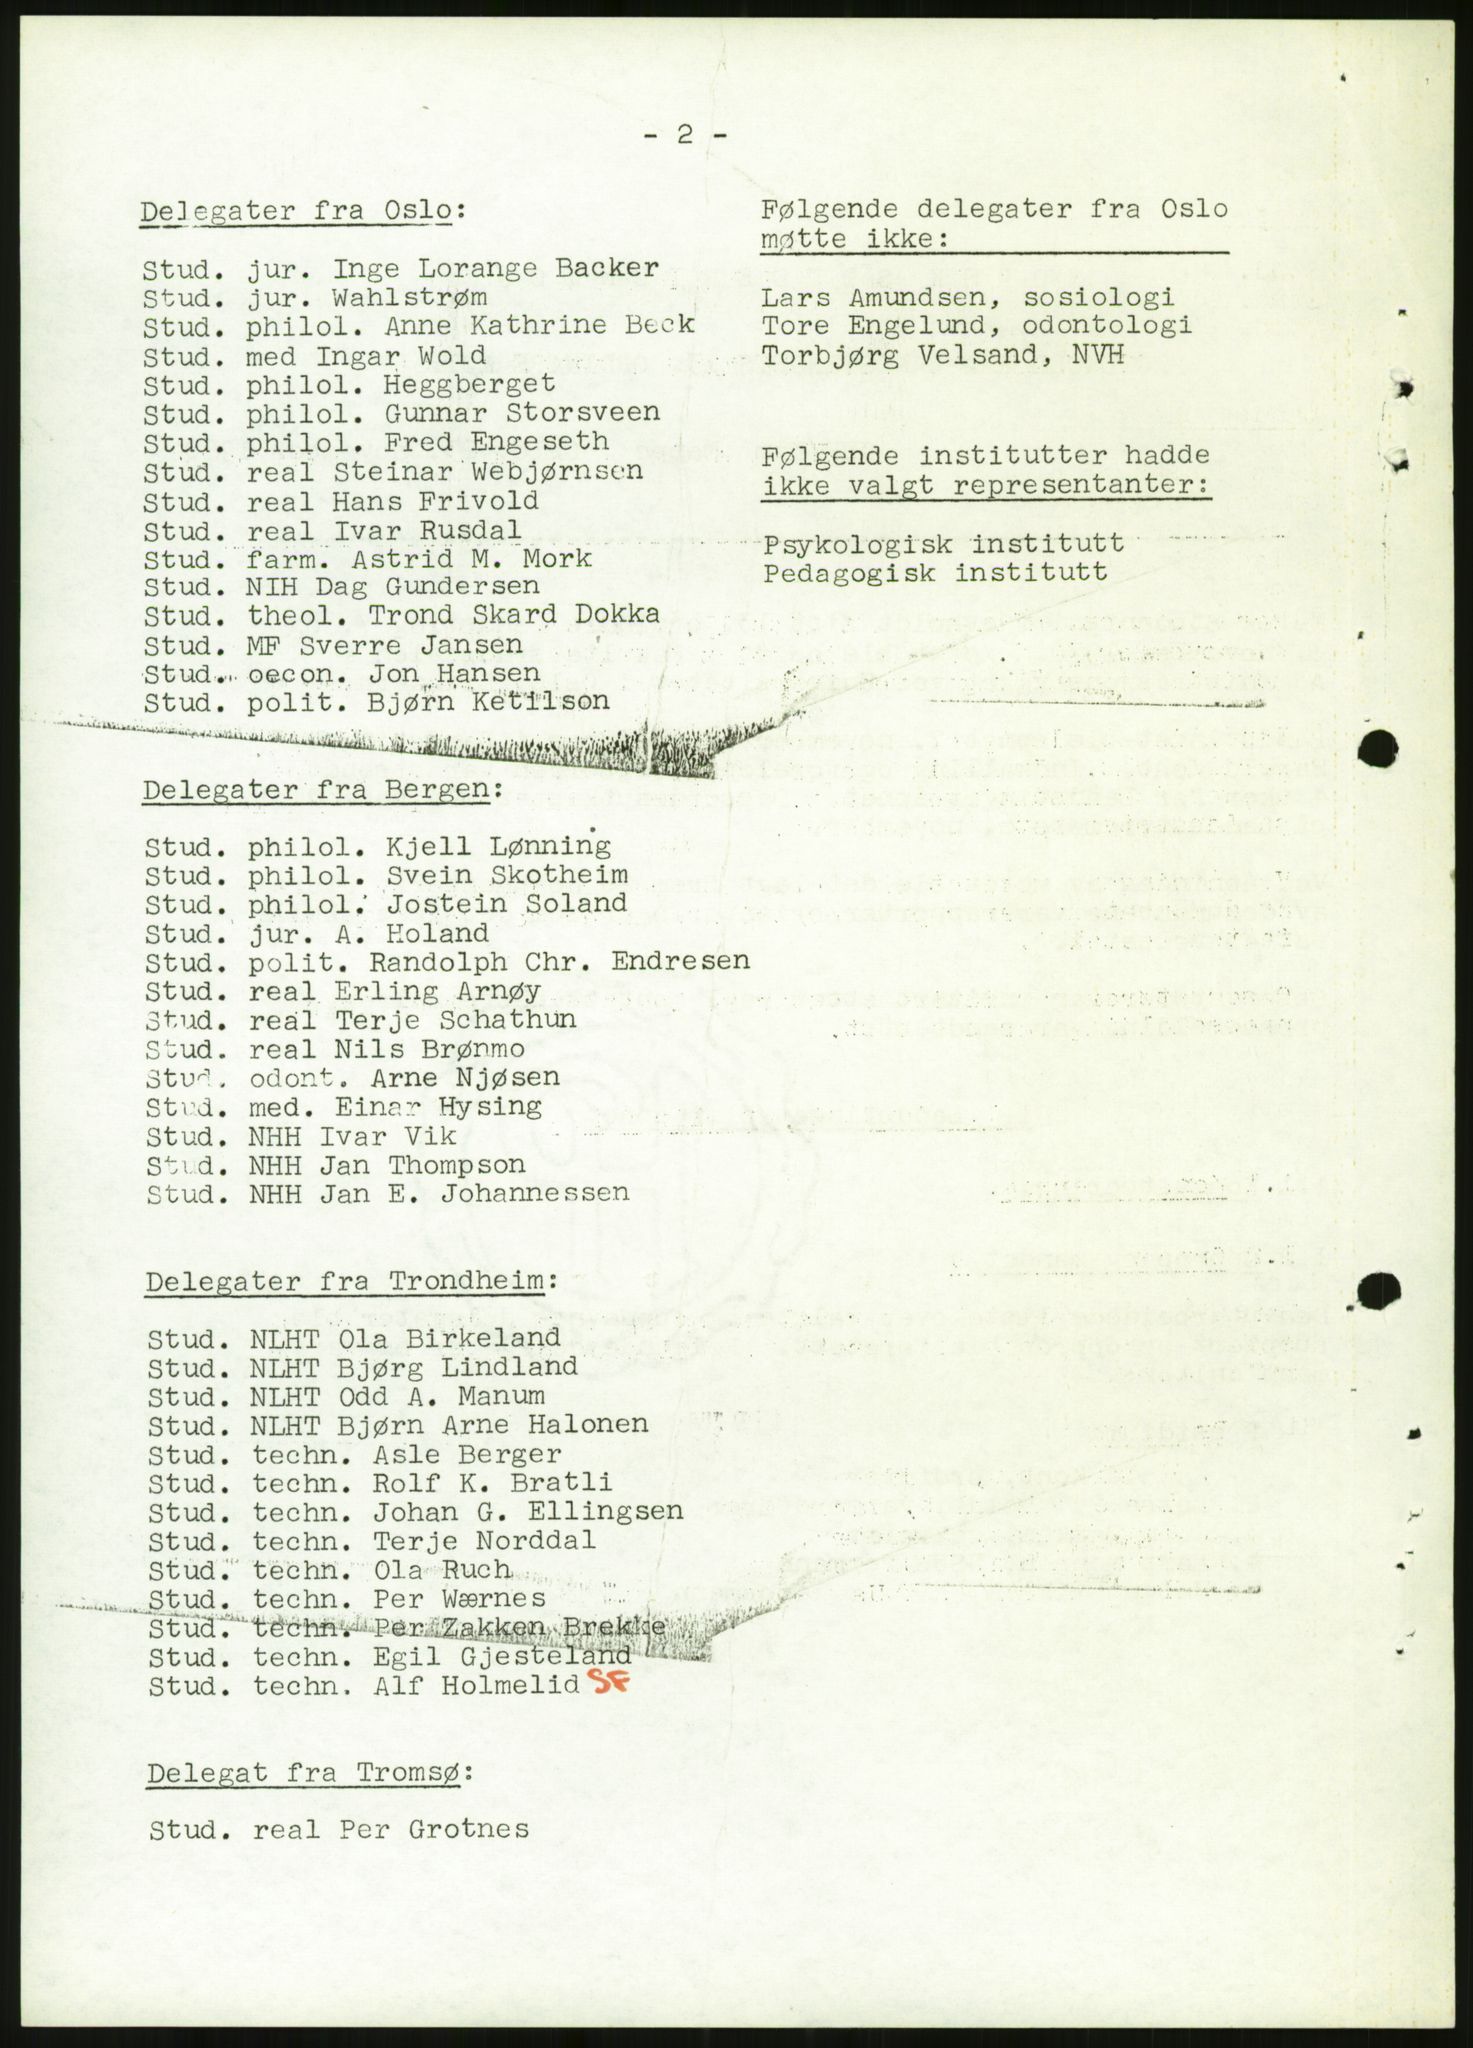 - 2 -
Delegater fra Oslo:
Stud. jur. Inge Lorange Backer
Stud. jur. Wahlstrøm
Stud. philol. Anne Kathrine Beck
Stud. med Ingar Wold
Stud. philol. Heggberget
Stud. philol. Gunnar Storsveen
Stud. philol. Fred Engeseth
Stud. real Steinar Webjørnsen
Stud. real Hans Frivold
Stud. real Ivar Rusdal
Stud. farm. Astrid M. Mork
Stud. NIH Dag Gundersen
Stud. theol. Trond Skard Dokka
Stud. MF Sverre Jansen
Stud. oecon. Jon Hansen
Stud. polit. Bjørn Ketilson
Følgende delegater fra Oslo
møtte ikke:
Lars Amundsen, sosiologi
Tore Engelund, odontologi
Torbjørg Velsand, NVH
Følgende institutter hadde
ikke valgt representanter:
Psykologisk institutt
Pedagogisk institutt
Delegater fra Bergen:
Stud. philol. Kjell Lønning
Stud. philol. Svein Skotheim
Stud. philol. Jostein Soland
Stud. jur. A. Holand
Stud. polit. Randolph Chr. Endresen
Stud. real Erling Arnøy
Stud. real Terje Schathun
Stud. real Nils Brønmo
Stud. odont. Arne Njøsen
Stud. med. Einar Hysing
Stud. NHH Ivar Vik
Stud. NHH Jan Thompson
Stud. NHH Jan E. Johannessen
Delegater fra Trondheim:
Stud. NLHT Ola Birkeland
Stud. NLHT Bjørg Lindland
Stud. NLHT Odd A. Manum
Stud. NLHT Bjørn Arne Halonen
Stud. techn. Asle Berger
Stud. techn. Rolf K. Bratli
Stud. techn. Johan G. Ellingsen
Stud. techn. Terje Norddal
Stud. techn. Ola Ruch
Stud. techn. Per Wærnes
Stud. techn. Per Zakken Brekke
Stud. techn. Egil Gjesteland
Stud. techn. Alf Holmelid SF
Delegat fra Tromsø:
Stud. real Per Grotnes